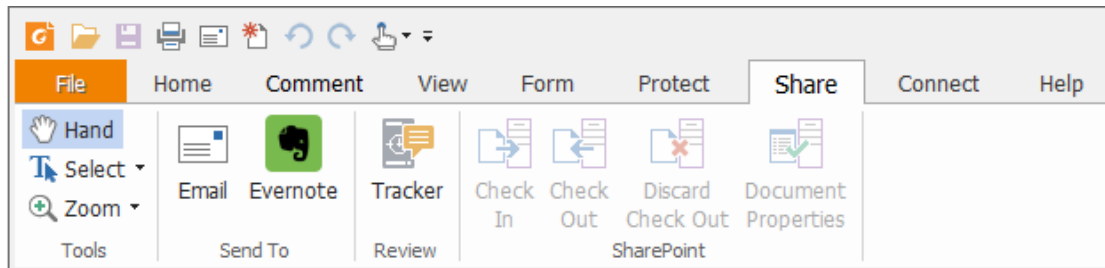 File Home Comment View Form Protect Share Connect Help
Hand
Select
Zoom
Tools
Email Evernote
Send To
Tracker
Review
Check In
Check Out
Discard Check Out
Document Properties
SharePoint